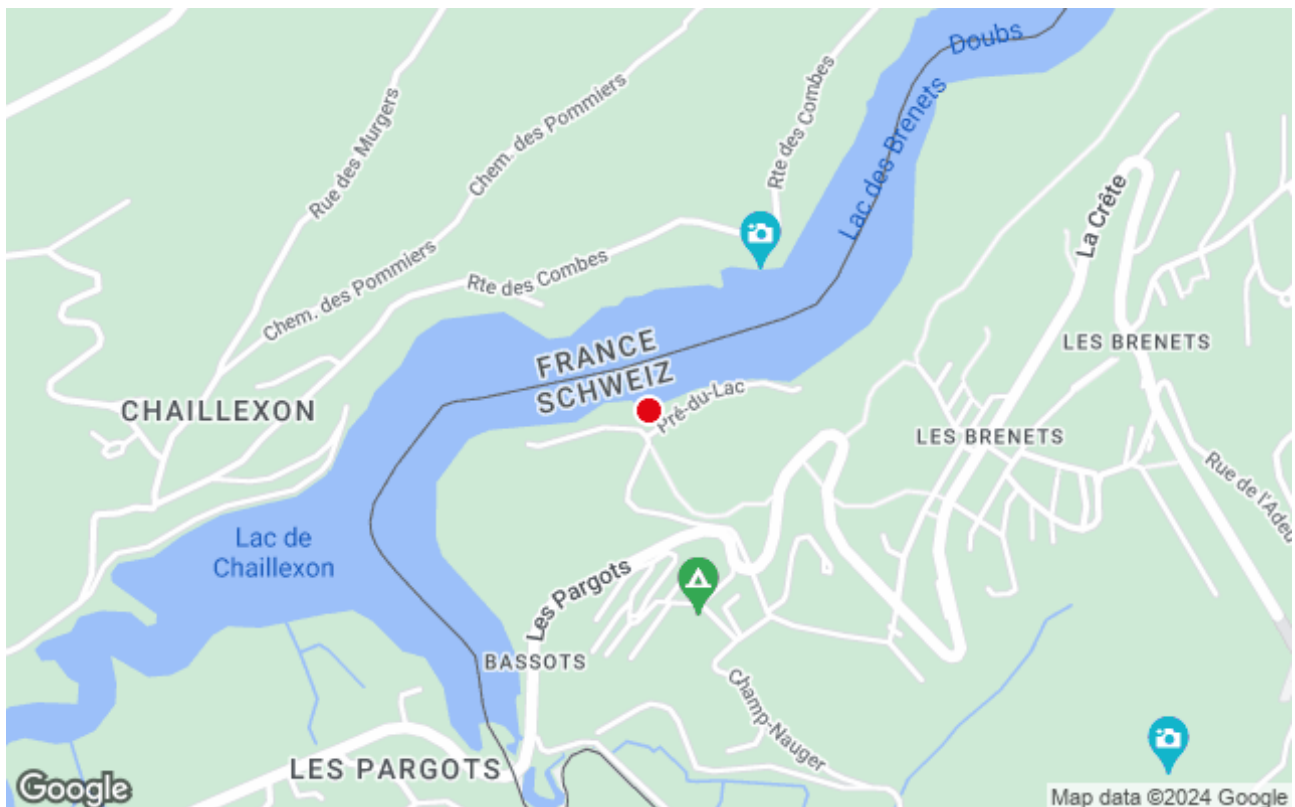 Doubs
Lac des Brenets
Rte des Combes
Rue des Murgers
Chem. des Pommiers
La Crête
Rte des Combes
Chem. des Pommiers
FRANCE
SCHWEIZ
LES BRENETS
Pré-du-Lac
CHAILLEXON
LES BRENETS
Rue de l'Adeu
Lac de
Chaillexon
Les Pargots
BASSOTS
Champ-Nauger
LES PARGOTS
Google
Map data ©2024 Google